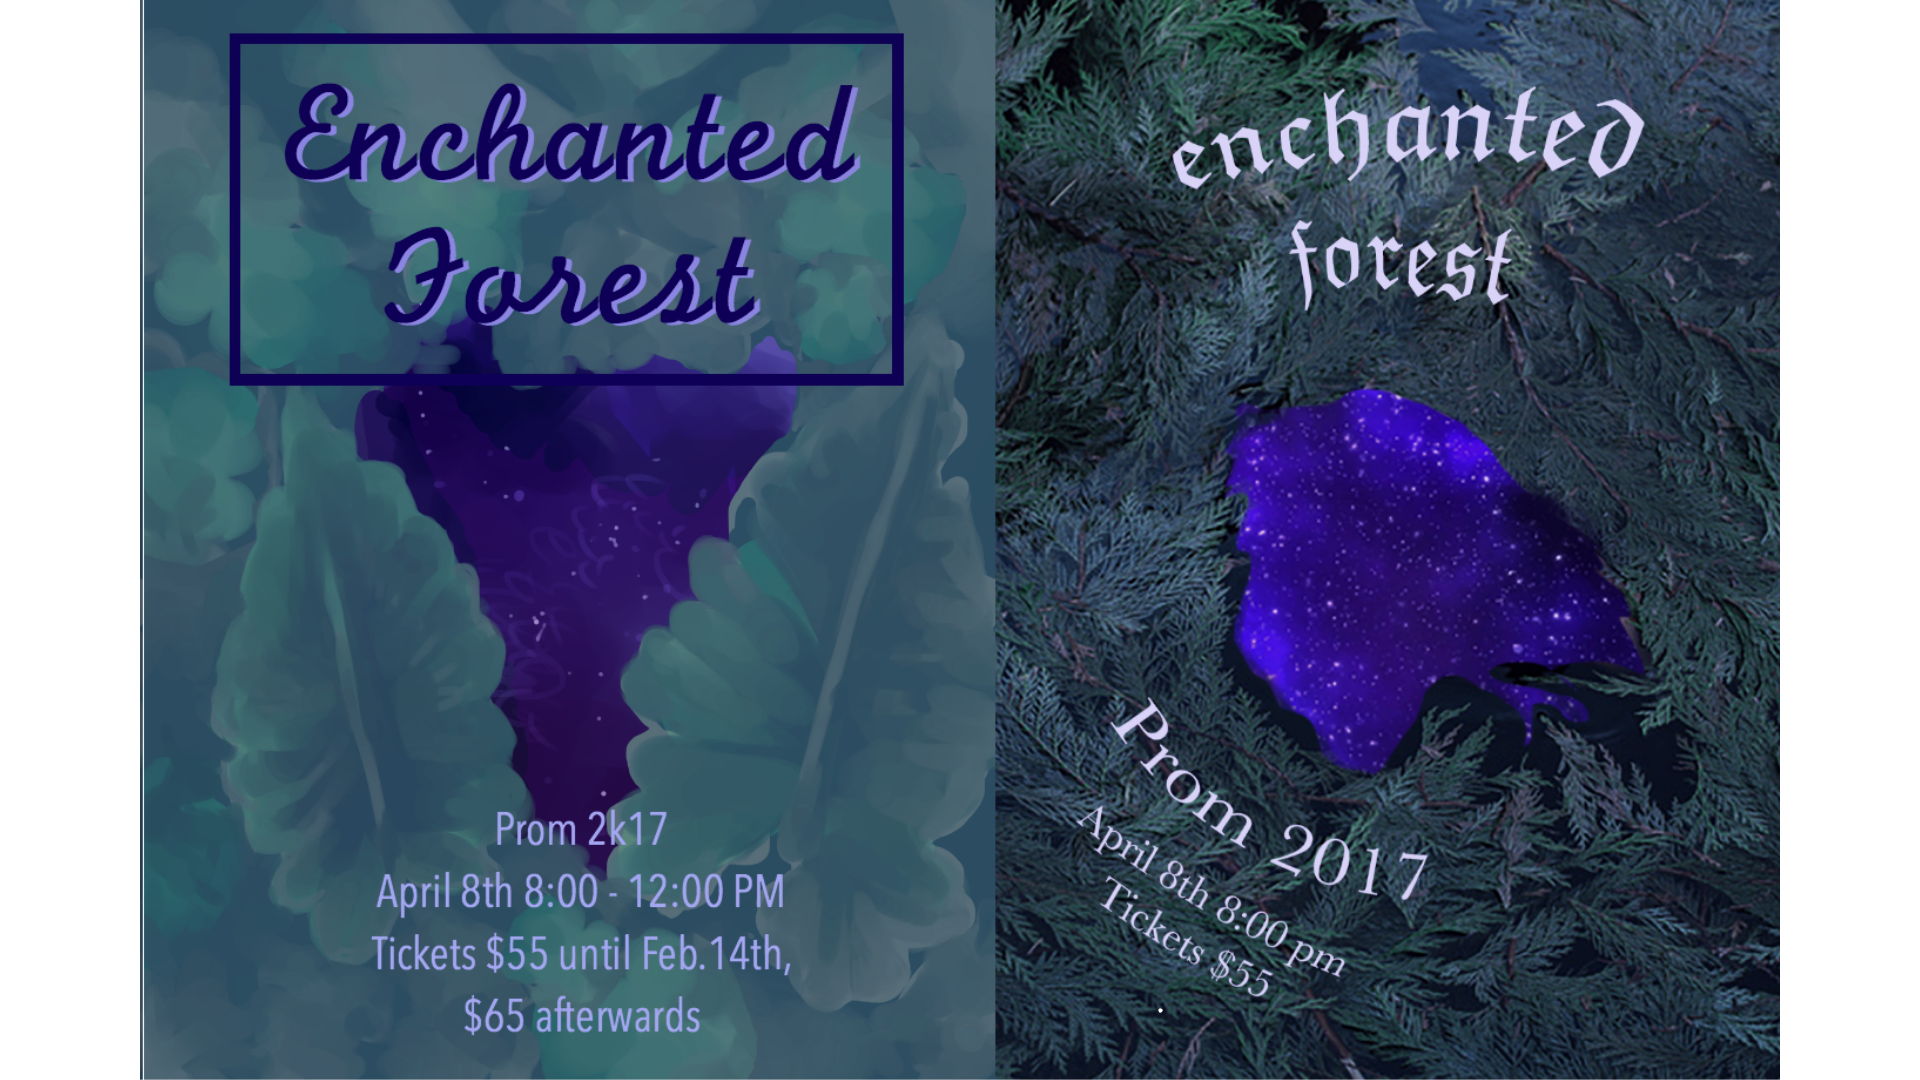 Enchanted
Forest
Prom 2k17
April 8th 8:00 - 12:00 PM
Tickets $55 until Feb.14th,
$65 afterwards
enchanted
forest
Prom 2017
April 8th 8:00 pm
Tickets $55
.